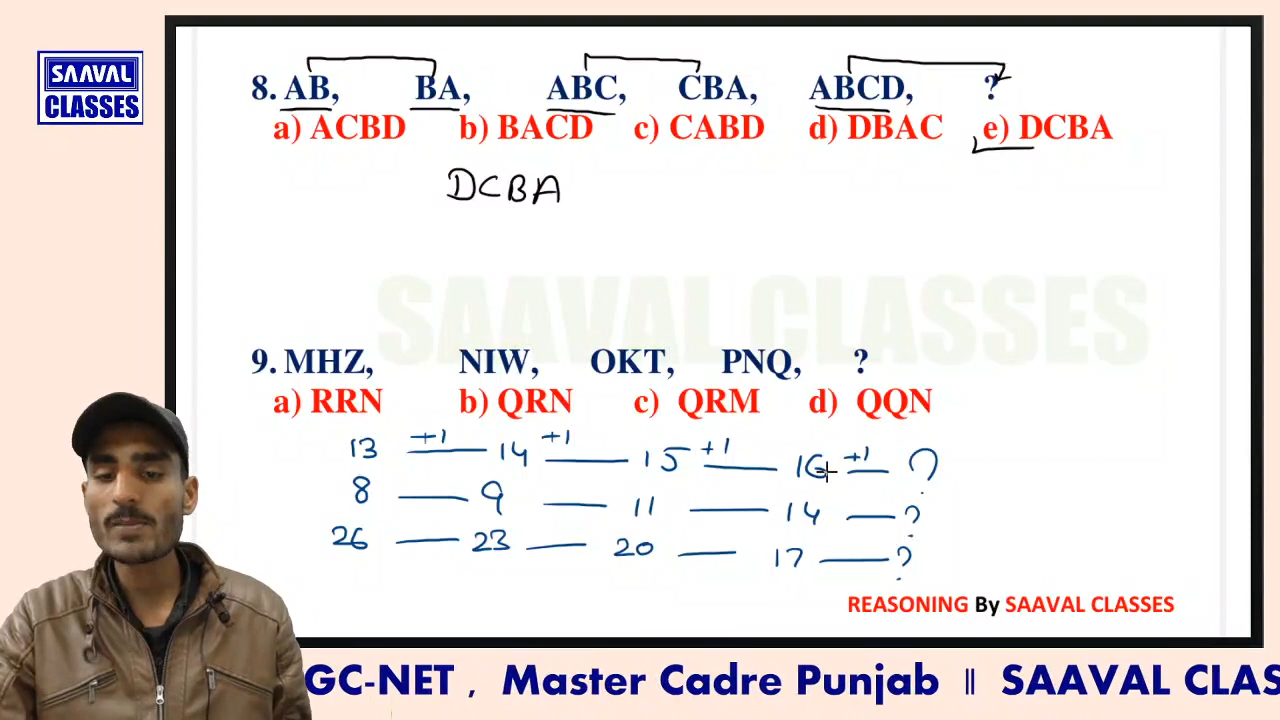 SAAVAL
CLASSES
8. AB, BA, ABC, CBA, ABCD, ?
a) ACBD b) BACD c) CABD d) DBAC e) DCBA
DCBA
SAAVAL CLASSES
9. MHZ, NIW, OKT, PNQ, ?
a) RRN b) QRN c) QRM d) QQN
13 +1 14 +1 15 +1 16 +1 ?
8 9 11 14 ?
26 23 20 17 ?
REASONING By SAAVAL CLASSES
GC-NET , Master Cadre Punjab || SAAVAL CLAS